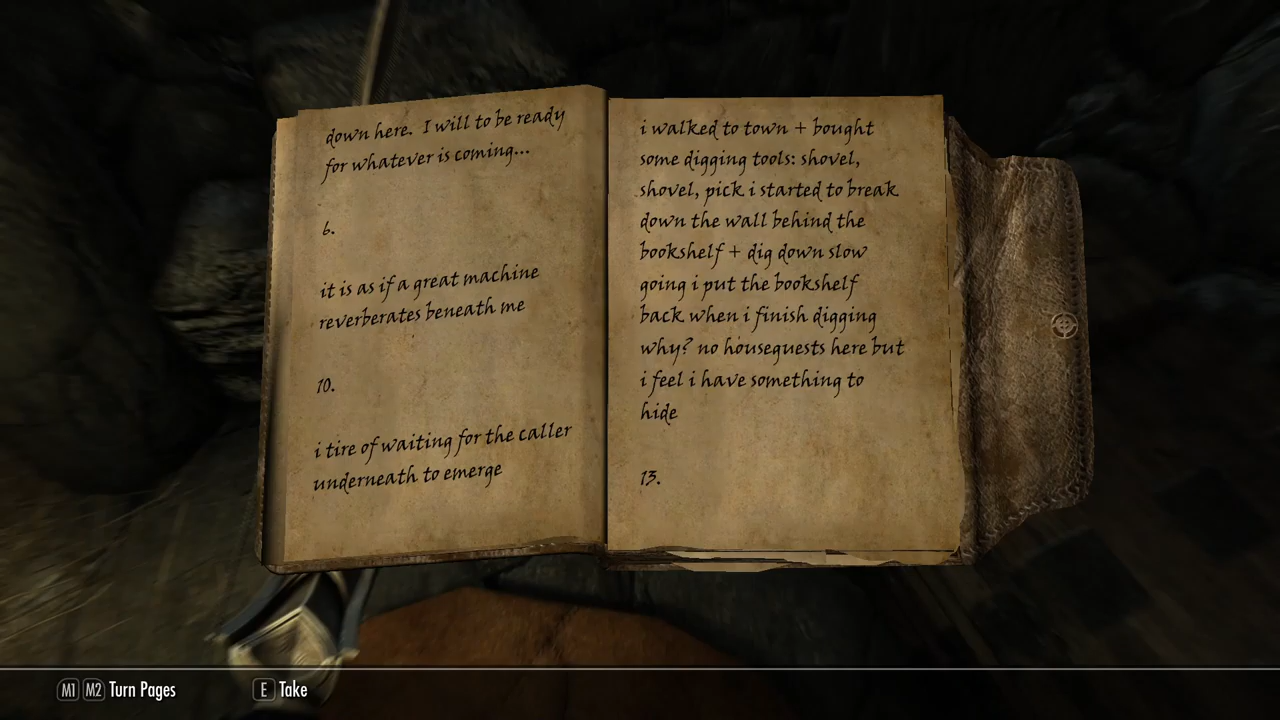 down here. I will to be ready
for whatever is coming...
6.
it is as if a great machine
reverberates beneath me
10.
i tire of waiting for the caller
underneath to emerge
i walked to town + bought
some digging tools: shovel,
shovel, pick i started to break
down the wall behind the
bookshelf + dig down slow
going i put the bookshelf
back when i finish digging
why? no houseguests here but
i feel i have something to
hide
13.
M1 M2 Turn Pages
E Take